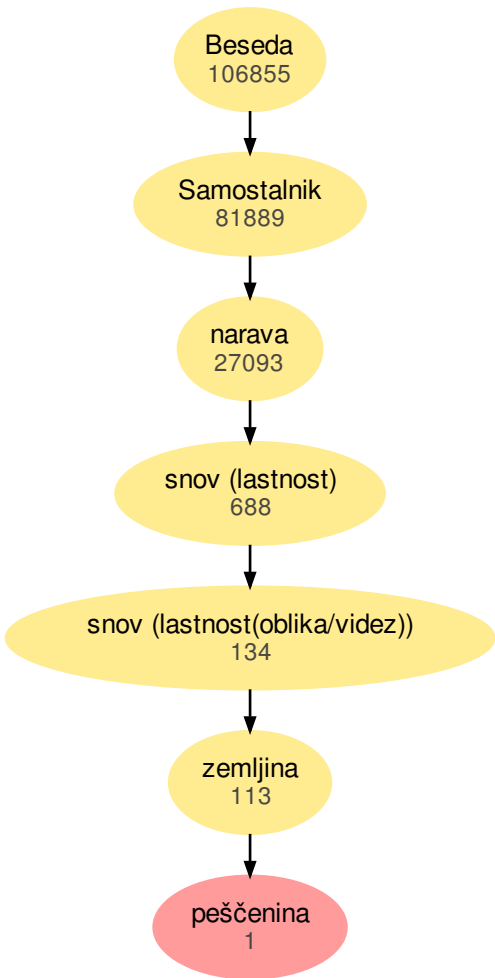 Beseda
106855
Samostalnik
81889
narava
27093
snov (lastnost)
688
snov (lastnost(oblika/videz))
134
zemljina
113
peščenina
1